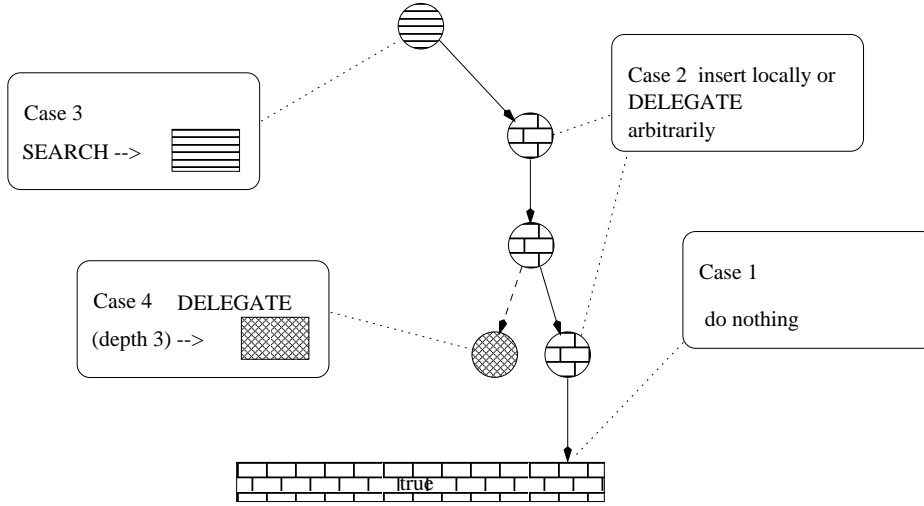 Case 2 insert locally or
DELEGATE
arbitrarily
Case 3
SEARCH -->
Case 1
do nothing
Case 4 DELEGATE
(depth 3) -->
true